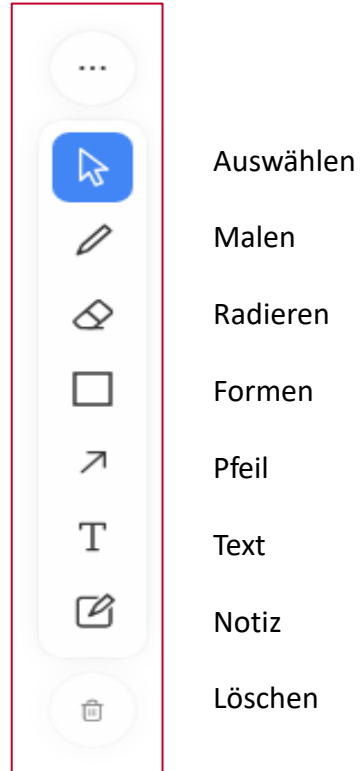 Auswählen
Malen
Radieren
Formen
Pfeil
T
Text
Notiz
Löschen